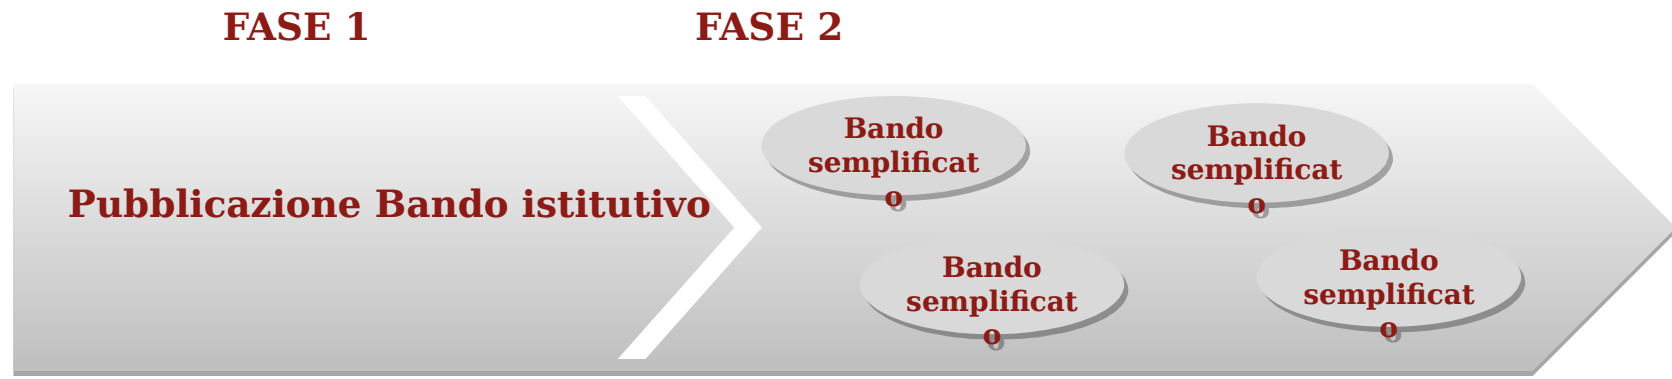 FASE 1
FASE 2
Pubblicazione Bando istitutivo
Bando
semplificat
o
Bando
semplificat
o
Bando
semplificat
o
Bando
semplificat
o